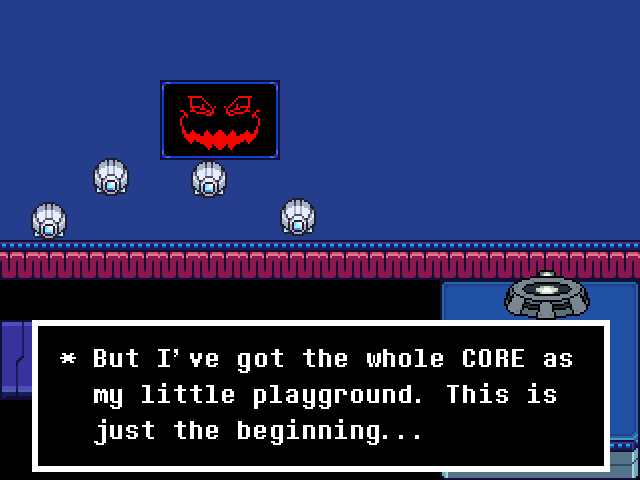 * But I've got the whole CORE as
my little playground. This is
just the beginning...